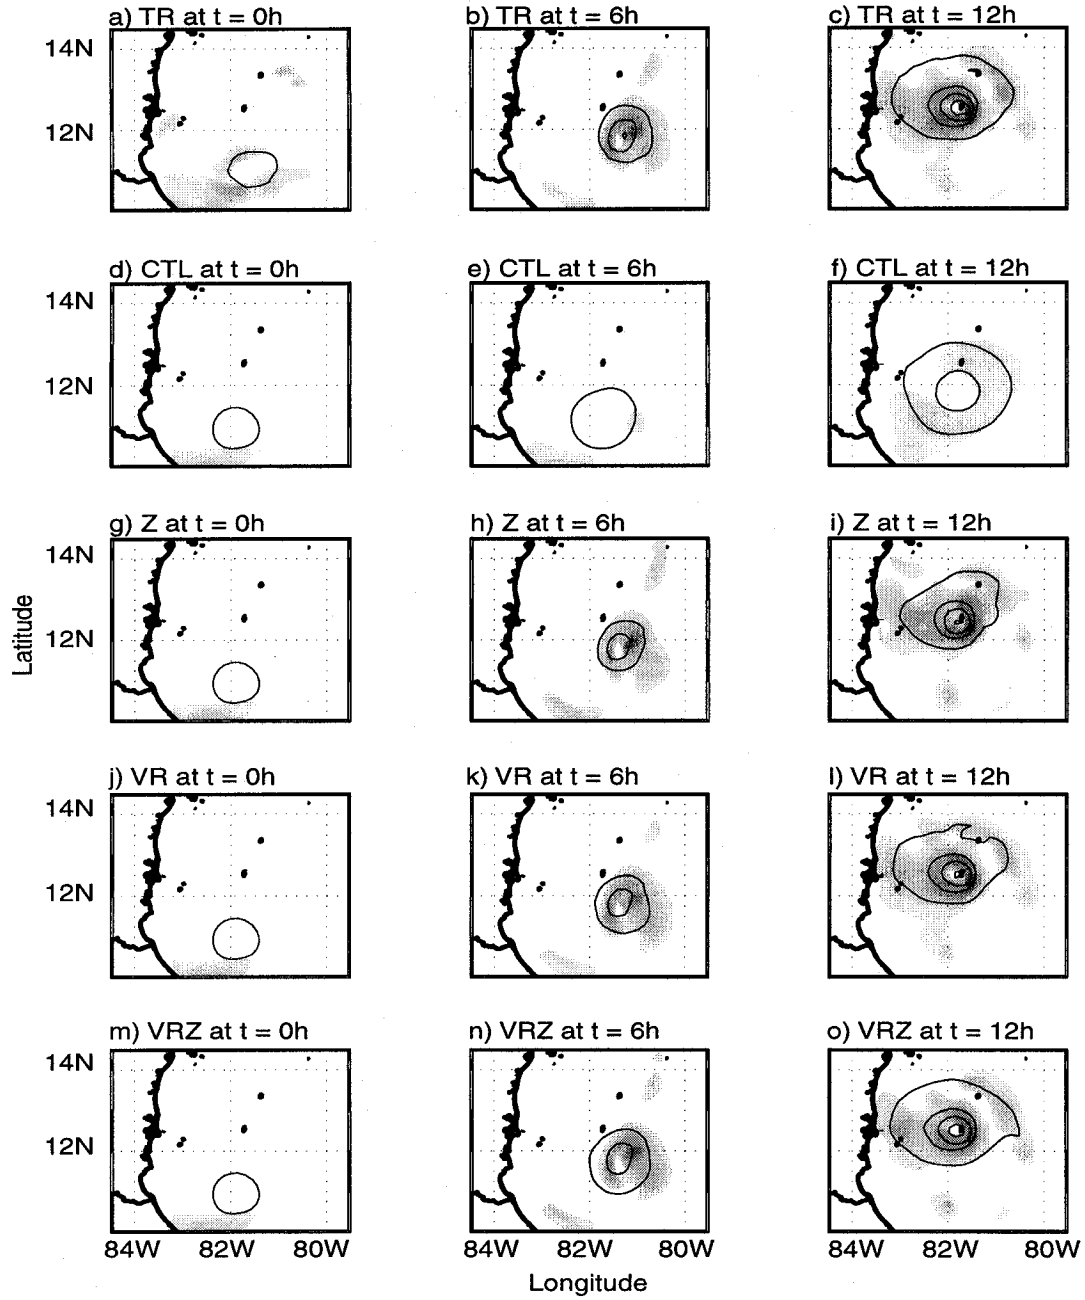 a) TR at t = 0h
b) TR at t = 6h
c) TR at t = 12h
14N
12N
d) CTL at t = 0h
e) CTL at t = 6h
f) CTL at t = 12h
14N
12N
g) Z at t = 0h
h) Z at t = 6h
i) Z at t = 12h
14N
12N
Latitude
j) VR at t = 0h
k) VR at t = 6h
l) VR at t = 12h
14N
12N
m) VRZ at t = 0h
n) VRZ at t = 6h
o) VRZ at t = 12h
14N
12N
84W 82W 80W
84W 82W 80W
84W 82W 80W
Longitude